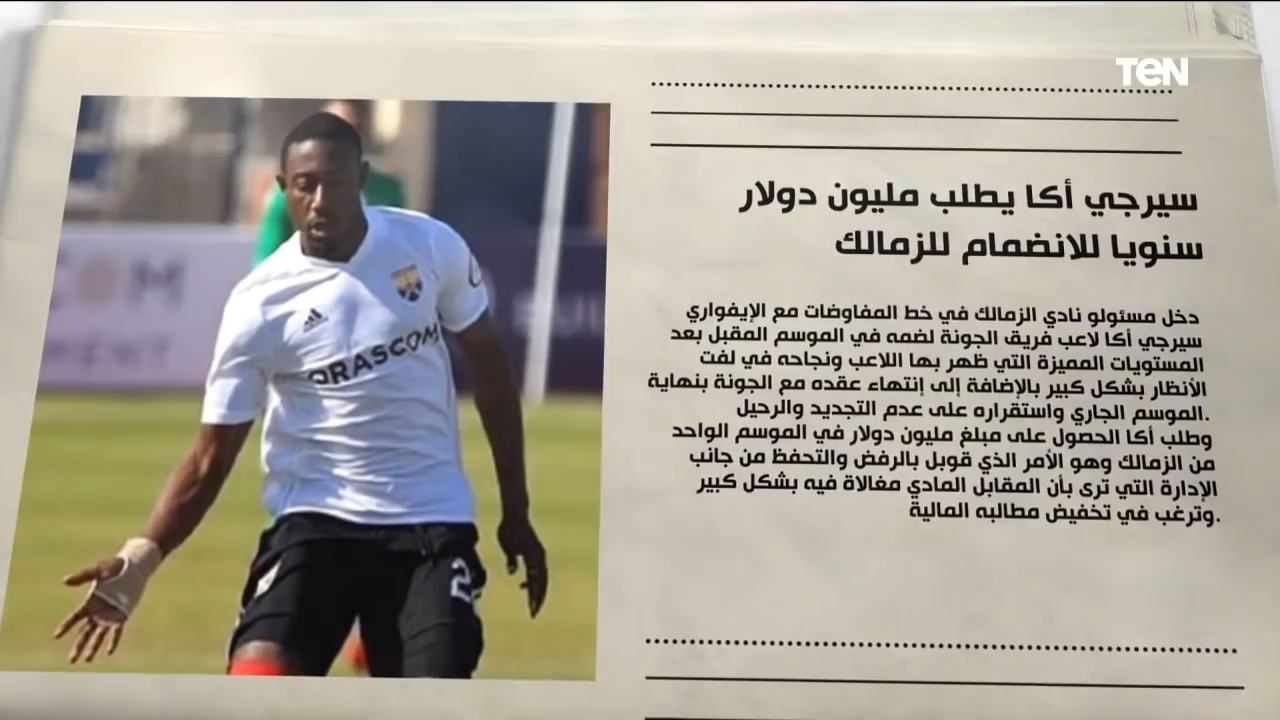 TEN
سيرجي أكا يطلب مليون دولار
سنويا للانضمام للزمالك
دخل مسئولو نادي الزمالك في خط المفاوضات مع الإيفواري
سيرجي أكا لاعب فريق الجونة لضمه في الموسم المقبل بعد
المستويات المميزة التي ظهر بها اللاعب ونجاحه في لفت
الأنظار بشكل كبير بالإضافة إلى إنتهاء عقده مع الجونة بنهاية
.الموسم الجاري واستقراره على عدم التجديد والرحيل
وطلب أكا الحصول على مبلغ مليون دولار في الموسم الواحد
من الزمالك وهو الأمر الذي قوبل بالرفض والتحفظ من جانب
الإدارة التي ترى بأن المقابل المادي مغالاة فيه بشكل كبير
.وترغب في تخفيض مطالبه المالية
ORASCOM
2
COM
MENT